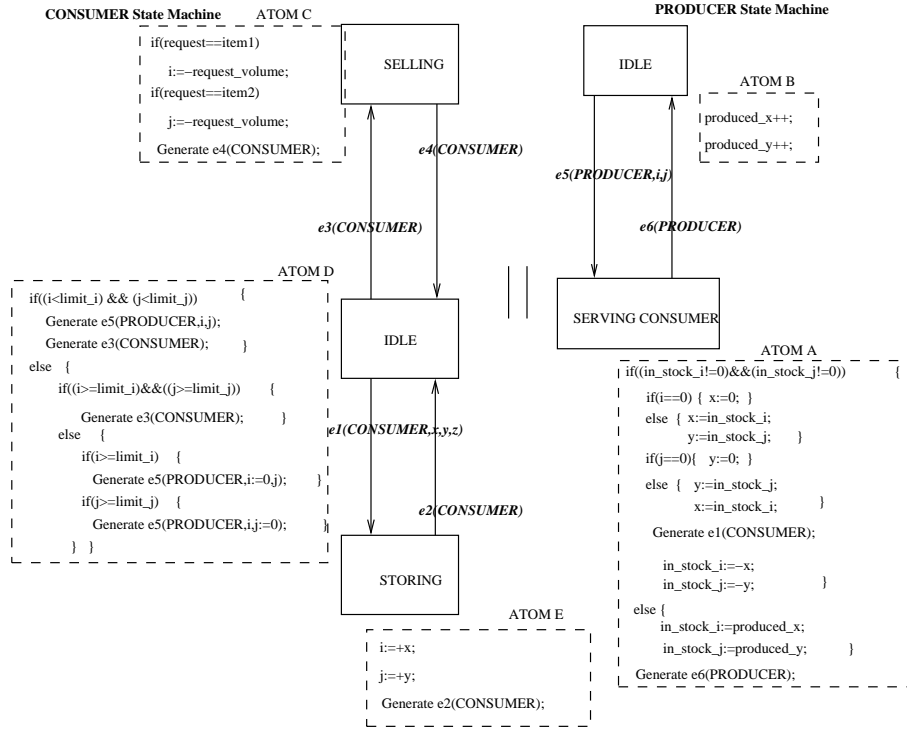 CONSUMER State Machine
ATOM C
if(request==item1)
i:=−request_volume;
if(request==item2)
j:=−request_volume;
Generate e4(CONSUMER);
SELLING
e4(CONSUMER)
e3(CONSUMER)
ATOM D
if((i<limit_i) && (j<limit_j)) {
Generate e5(PRODUCER,i,j);
Generate e3(CONSUMER); }
else {
if((i>=limit_i)&&((j>=limit_j)) {
Generate e3(CONSUMER); }
else {
if(i>=limit_i) {
Generate e5(PRODUCER,i:=0,j); }
if(j>=limit_j) {
Generate e5(PRODUCER,i,j:=0); }
} }
IDLE
e1(CONSUMER,x,y,z)
e2(CONSUMER)
STORING
ATOM E
i:=+x;
j:=+y;
Generate e2(CONSUMER);
PRODUCER State Machine
IDLE
ATOM B
produced_x++;
produced_y++;
e5(PRODUCER,i,j)
e6(PRODUCER)
SERVING CONSUMER
ATOM A
if((in_stock_i!=0)&&(in_stock_j!=0)) {
if(i==0) { x:=0; }
else { x:=in_stock_i;
y:=in_stock_j; }
if(j==0){ y:=0; }
else { y:=in_stock_j;
x:=in_stock_i; }
Generate e1(CONSUMER);
in_stock_i:=−x;
in_stock_j:=−y; }
else {
in_stock_i:=produced_x;
in_stock_j:=produced_y; }
Generate e6(PRODUCER);